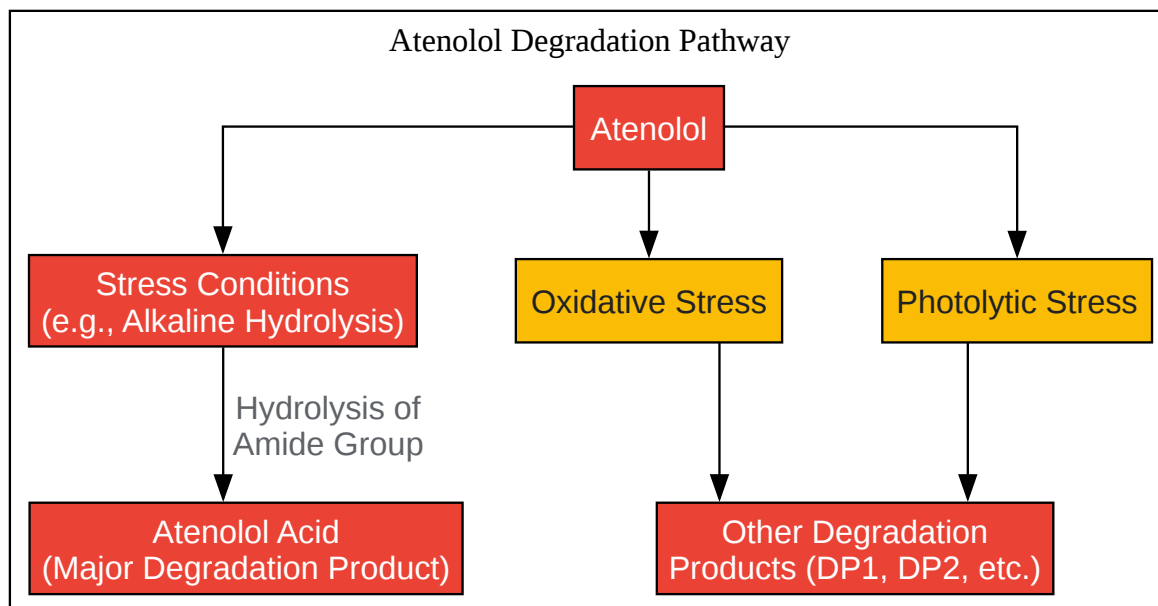 Atenolol Degradation Pathway
Atenolol
Stress Conditions
(e.g., Alkaline Hydrolysis)
Oxidative Stress
Photolytic Stress
Hydrolysis of
Amide Group
Atenolol Acid
(Major Degradation Product)
Other Degradation
Products (DP1, DP2, etc.)